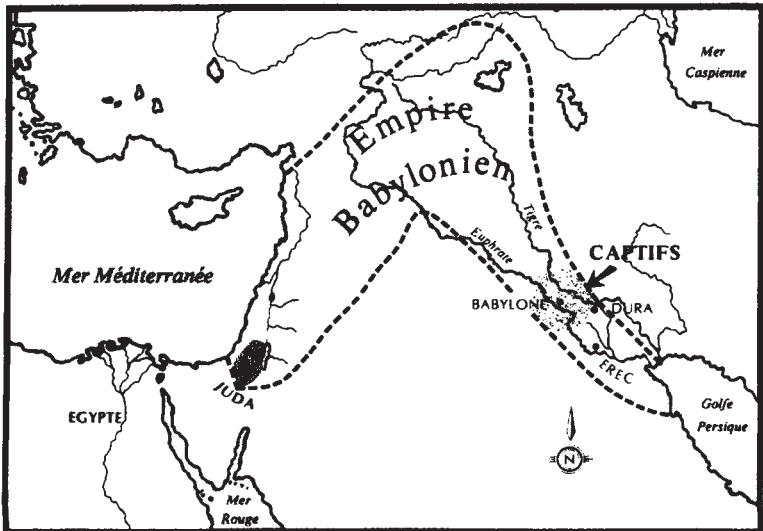 Mer
Caspienne
Empire
Babylonien
Tigre
Euphrate
CAPTIFS
Mer Méditerranée
BABYLONE
DURA
EREC
JUDA
EGYPTE
Golfe
Persique
N
Mer
Rouge